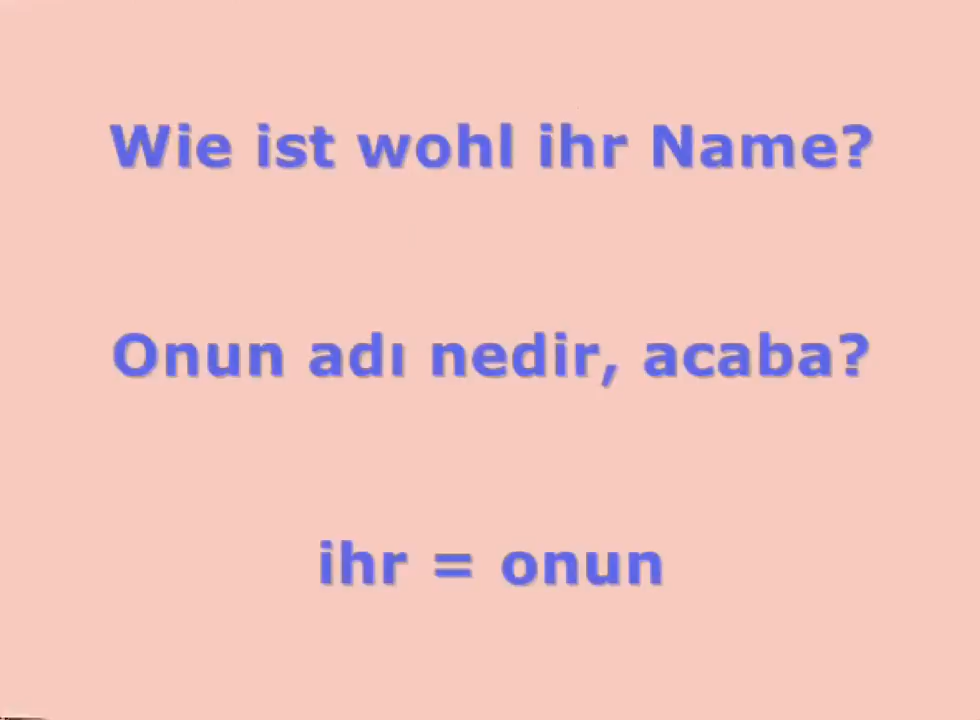 Wie ist wohl ihr Name?
Onun adı nedir, acaba?
ihr = onun